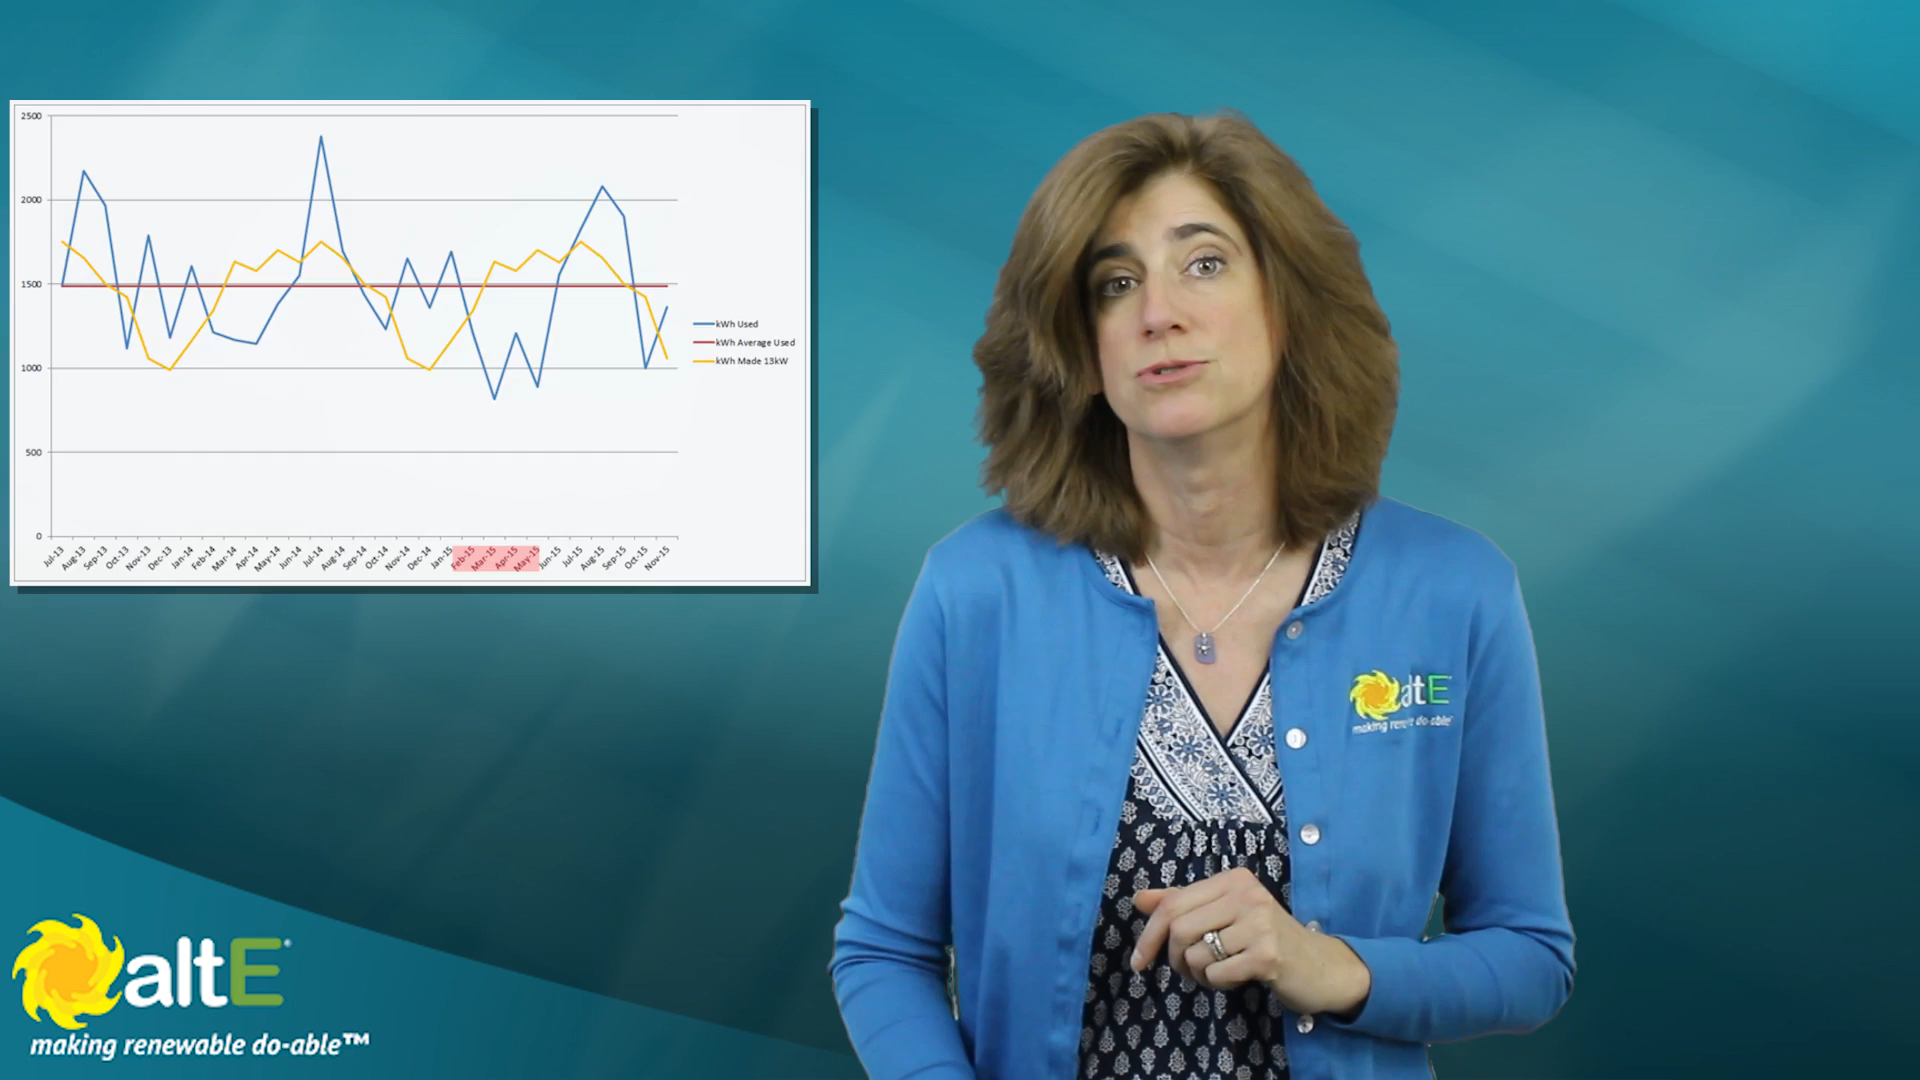 2500
2000
1500
1000
500
0
Jul-13
Aug-13
Sep-13
Oct-13
Nov-13
Dec-13
Jan-14
Feb-14
Mar-14
Apr-14
May-14
Jun-14
Jul-14
Aug-14
Sep-14
Oct-14
Nov-14
Dec-14
Jan-15
Feb-15
Mar-15
Apr-15
May-15
Jun-15
Jul-15
Aug-15
Sep-15
Oct-15
Nov-15
kWh Used
kWh Average Used
kWh Made 13kW
altE
making renewable do-able
altE®
making renewable do-able™